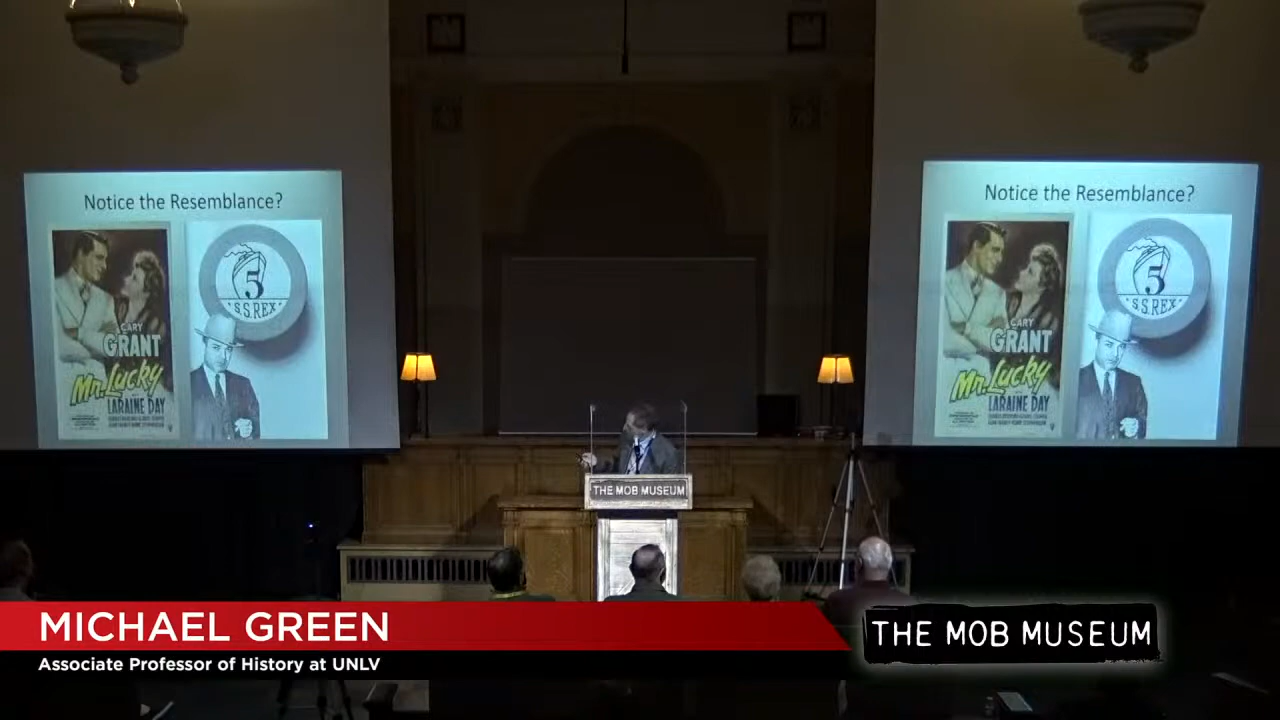 Notice the Resemblance?
CARY
GRANT
Mr. Lucky
LARAINE DAY
5
S.S.REX
Notice the Resemblance?
CARY
GRANT
Mr. Lucky
LARAINE DAY
5
S.S.REX
THE MOB MUSEUM
MICHAEL GREEN
Associate Professor of History at UNLV
THE MOB MUSEUM